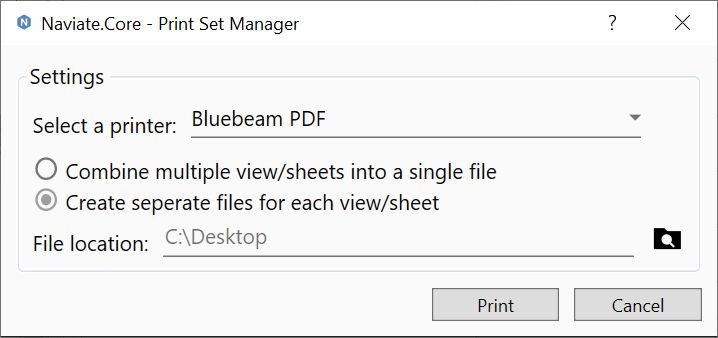 Naviate.Core - Print Set Manager ?
Settings
Select a printer: Bluebeam PDF
Combine multiple view/sheets into a single file
Create seperate files for each view/sheet
File location: C:\Desktop
Print Cancel